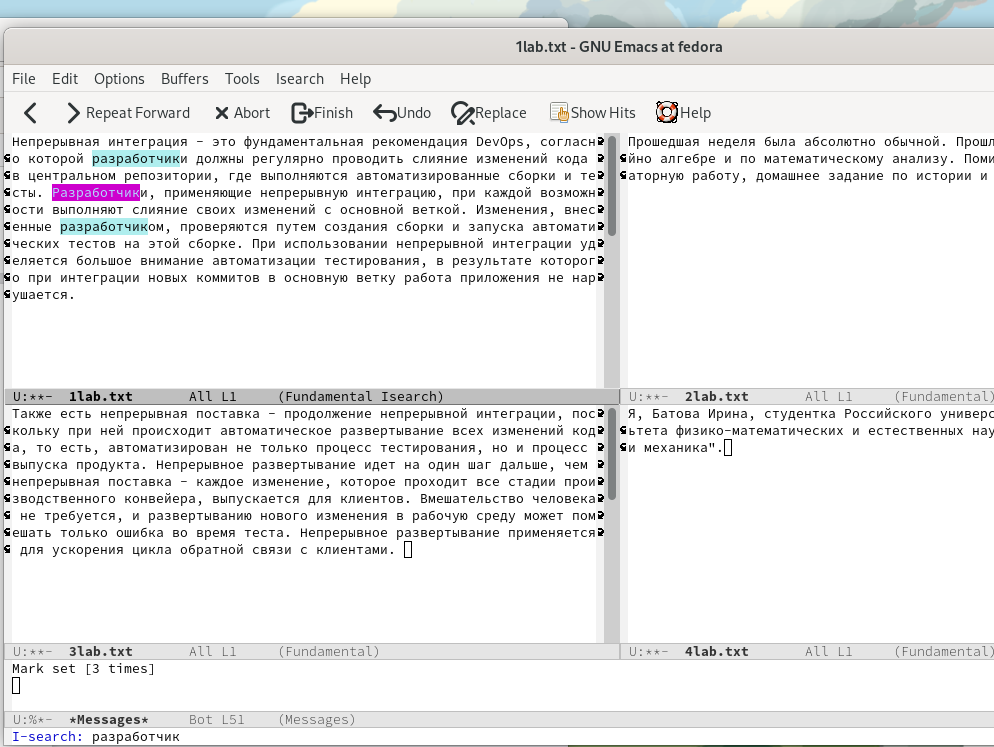 1lab.txt - GNU Emacs at fedora
File Edit Options Buffers Tools Isearch Help
Repeat Forward Abort Finish Undo Replace Show Hits Help
Непрерывная интеграция - это фундаментальная рекомендация DevOps, согласн
о которой разработчики должны регулярно проводить слияние изменений кода
в центральном репозитории, где выполняются автоматизированные сборки и те
сты. Разработчики, применяющие непрерывную интеграцию, при каждой возможн
ости выполняют слияние своих изменений с основной веткой. Изменения, внес
енные разработчиком, проверяются путем создания сборки и запуска автомати
ческих тестов на этой сборке. При использовании непрерывной интеграции уд
еляется большое внимание автоматизации тестирования, в результате которог
о при интеграции новых коммитов в основную ветку работа приложения не нар
ушается.
U:**- 1lab.txt All L1 (Fundamental Isearch)
Прошедшая неделя была абсолютно обычной. Прошл
йно алгебре и по математическому анализу. Поми
аторную работу, домашнее задание по истории и
U:**- 2lab.txt All L1 (Fundamental)
Также есть непрерывная поставка - продолжение непрерывной интеграции, пос
кольку при ней происходит автоматическое развертывание всех изменений код
а, то есть, автоматизирован не только процесс тестирования, но и процесс
выпуска продукта. Непрерывное развертывание идет на один шаг дальше, чем
непрерывная поставка - каждое изменение, которое проходит все стадии прои
зводственного конвейера, выпускается для клиентов. Вмешательство человека
не требуется, и развертыванию нового изменения в рабочую среду может пом
ешать только ошибка во время теста. Непрерывное развертывание применяется
для ускорения цикла обратной связи с клиентами.
U:**- 3lab.txt All L1 (Fundamental)
Я, Батова Ирина, студентка Российского универс
ьтета физико-математических и естественных нау
и механика".
U:**- 4lab.txt All L1 (Fundamental)
Mark set [3 times]
U:%*- *Messages* Bot L51 (Messages)
I-search: разработчик